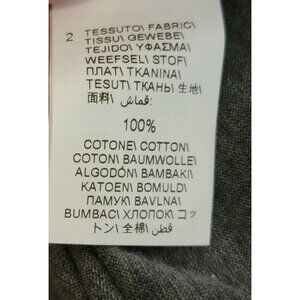 2 TESSUTO\ FABRIC\
TISSU\ GEWEBE\
TEJIDO\ ΥΦΑΣΜΑ\
WEEFSEL\ STOF\
ПЛАТ\ TKANINA\
TESUT\ ТКАНЬ\ 生地\
面料\ قماش:
100%
COTONE\ COTTON\
COTON\ BAUMWOLLE\
ALGODÓN\ BAMBAKI\
KATOEN\ BOMULD\
ПАМУК\ BAVLNA\
BUMBAC\ ХЛОПОК\ コッ
トン\ 全棉\ قطن